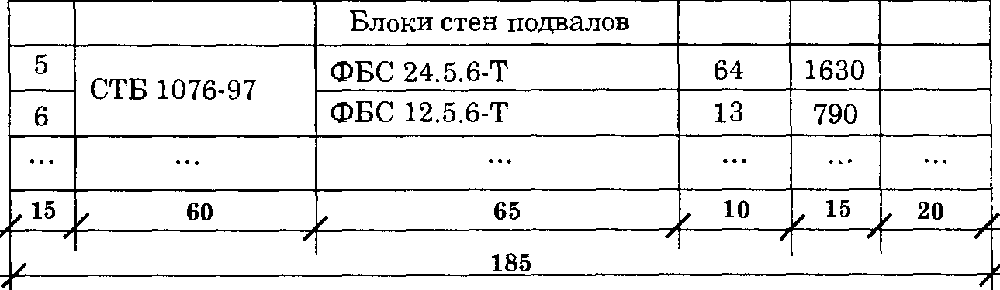 Блоки стен подвалов
5 СТБ 1076-97 ФБС 24.5.6-Т 64 1630
6 ФБС 12.5.6-Т 13 790
... ... ... ... ... ...
15 60 65 10 15 20
185